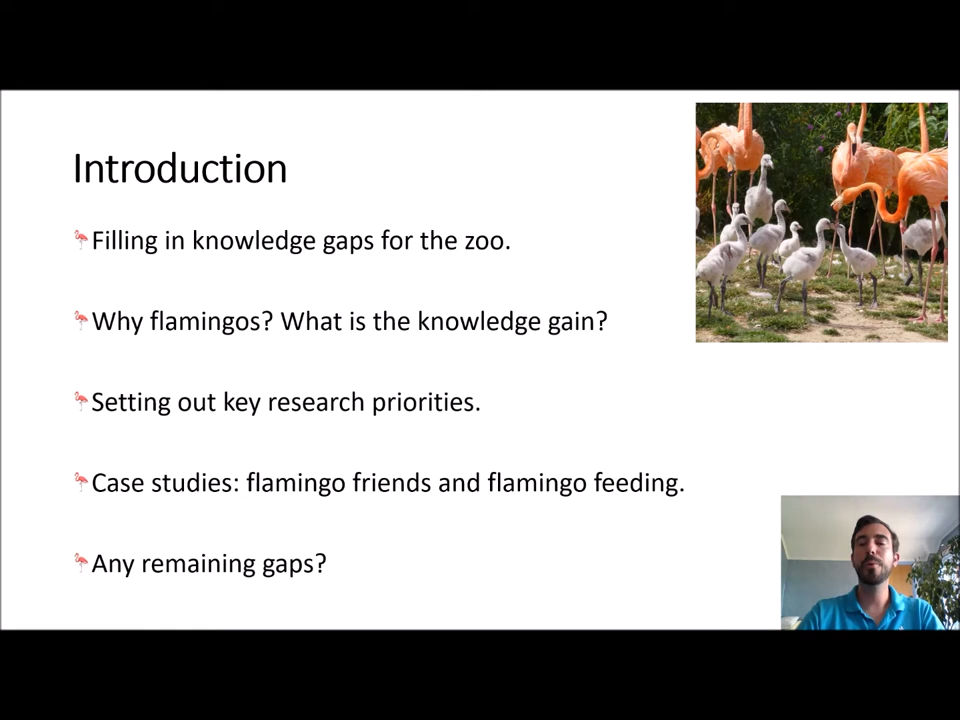 Introduction
Filling in knowledge gaps for the zoo.
Why flamingos? What is the knowledge gain?
Setting out key research priorities.
Case studies: flamingo friends and flamingo feeding.
Any remaining gaps?